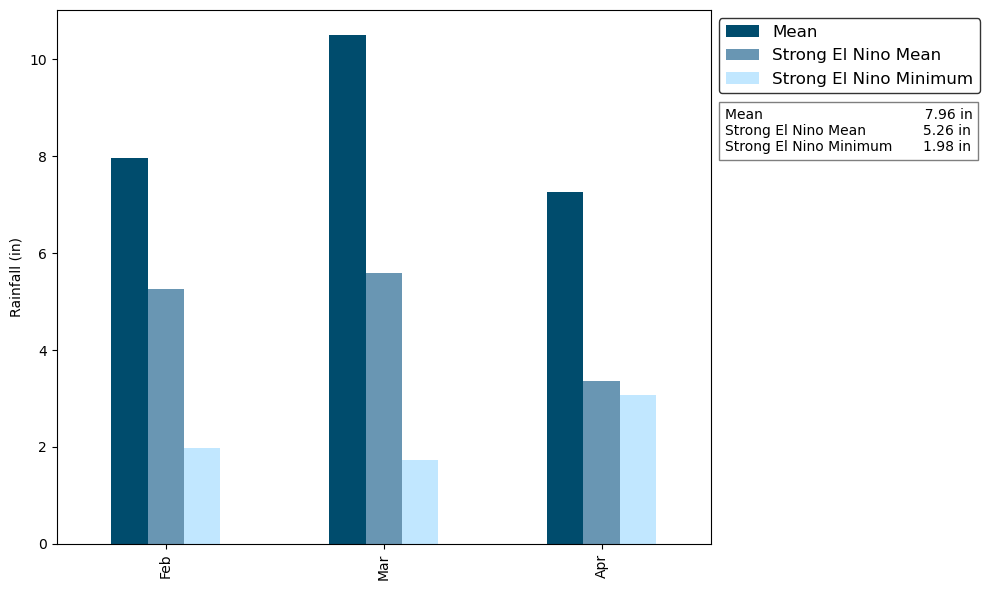 10
8
6
4
2
0
Rainfall (in)
Feb
Mar
Apr
Mean
Strong El Nino Mean
Strong El Nino Minimum
Mean 7.96 in
Strong El Nino Mean 5.26 in
Strong El Nino Minimum 1.98 in